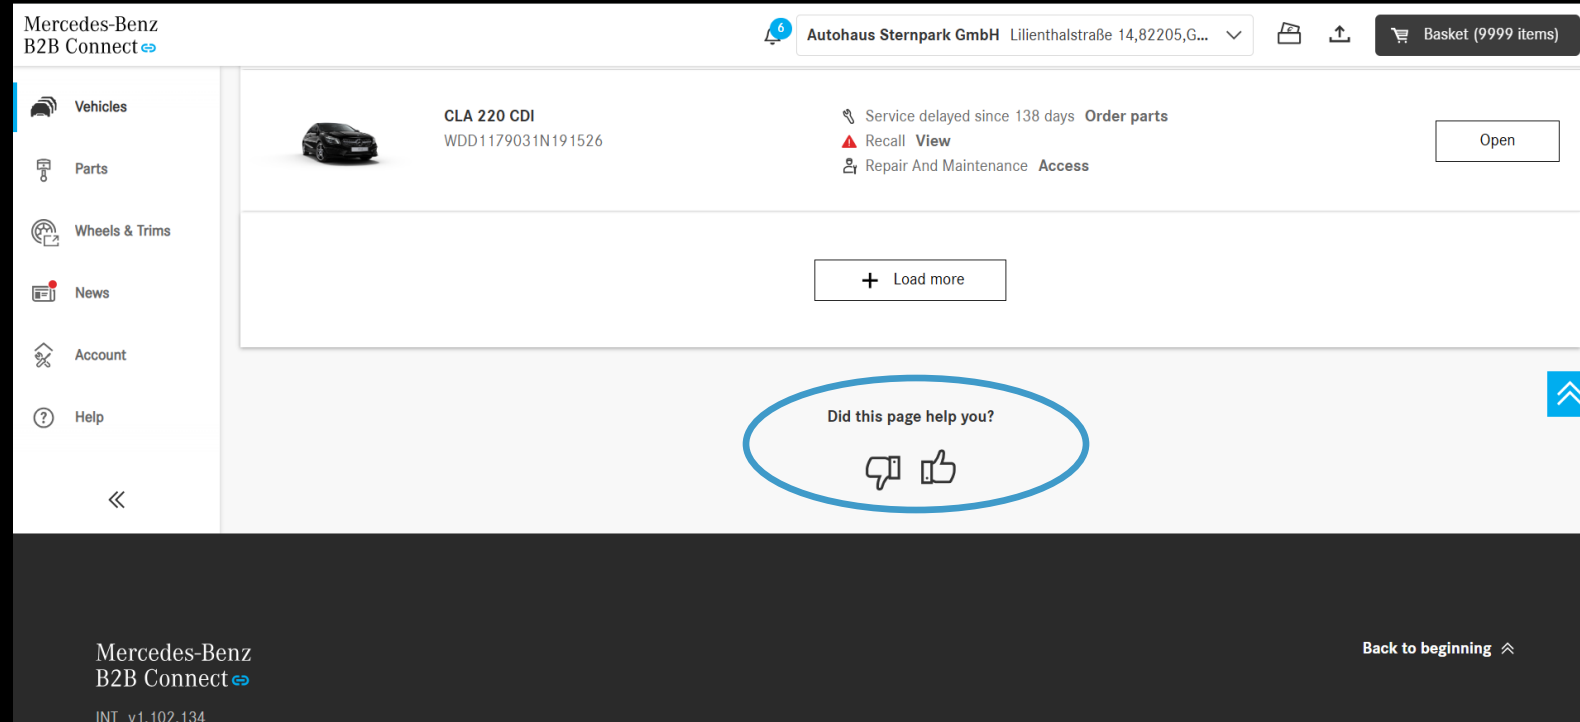 Mercedes-Benz
B2B Connect
6
Autohaus Sternpark GmbH Lilienthalstraße 14,82205,G...
Basket (9999 items)
Vehicles
Parts
Wheels & Trims
News
Account
Help
CLA 220 CDI
WDD1179031N191526
Service delayed since 138 days Order parts
Recall View
Repair And Maintenance Access
Open
Load more
Did this page help you?
Mercedes-Benz
B2B Connect
INT v1.102.134
Back to beginning